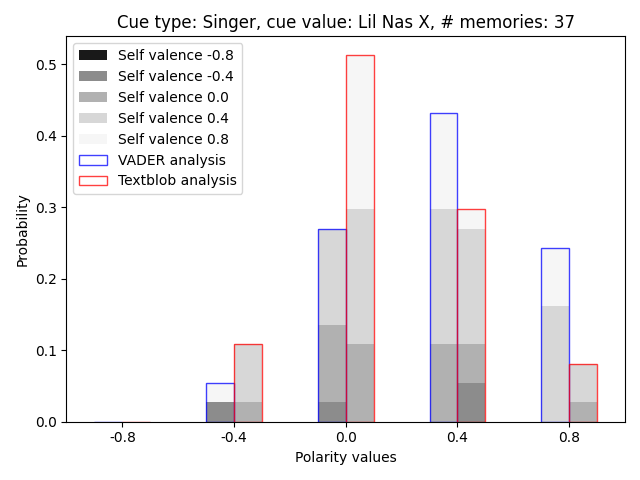 Cue type: Singer, cue value: Lil Nas X, # memories: 37
Self valence -0.8
Self valence -0.4
Self valence 0.0
Self valence 0.4
Self valence 0.8
VADER analysis
Textblob analysis
Probability
0.5
0.4
0.3
0.2
0.1
0.0
-0.8 -0.4 0.0 0.4 0.8
Polarity values